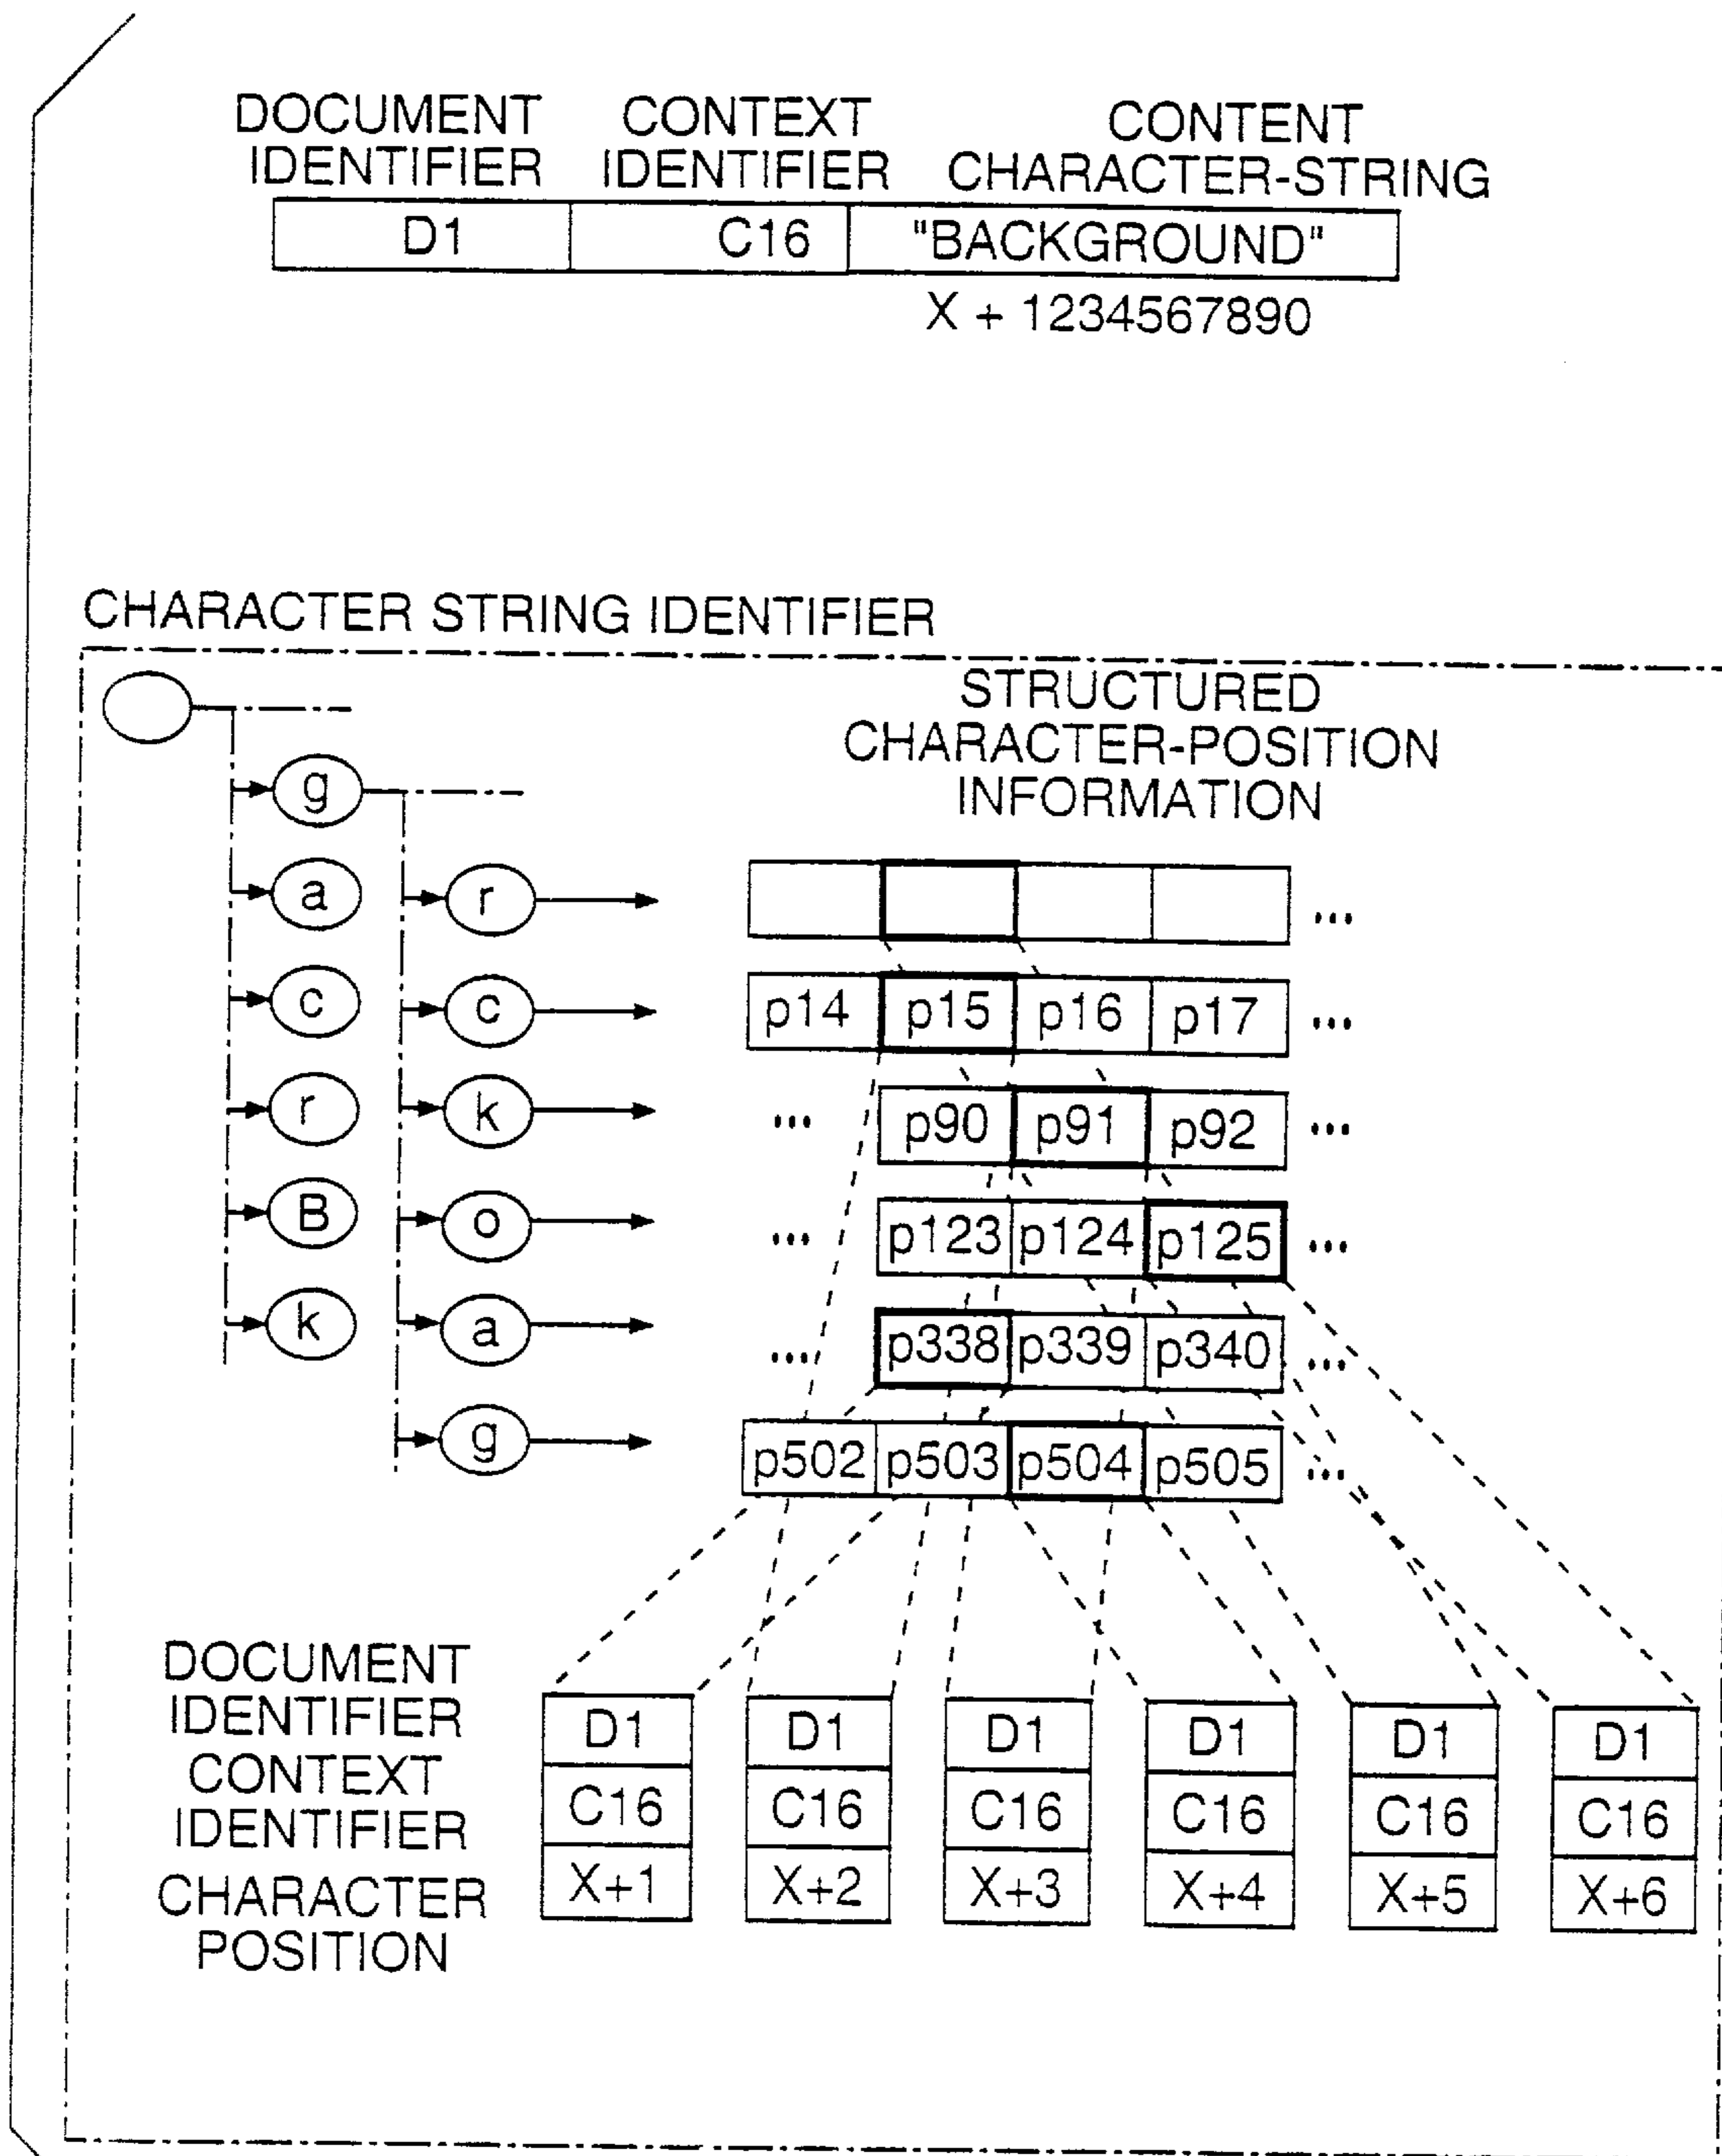 DOCUMENT IDENTIFIER
CONTEXT IDENTIFIER
CONTENT CHARACTER-STRING
D1 C16 "BACKGROUND"
X + 1234567890
CHARACTER STRING IDENTIFIER
STRUCTURED
CHARACTER-POSITION
INFORMATION
g
a r ...
c c p14 p15 p16 p17 ...
r k ... p90 p91 p92 ...
B o ... p123 p124 p125 ...
k a ... p338 p339 p340 ...
g p502 p503 p504 p505 ...
DOCUMENT
IDENTIFIER
D1 D1 D1 D1 D1 D1
CONTEXT
IDENTIFIER
C16 C16 C16 C16 C16 C16
CHARACTER
POSITION
X+1 X+2 X+3 X+4 X+5 X+6